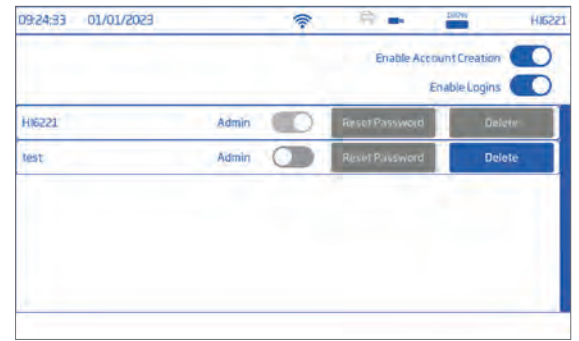 09:24:33 01/01/2023 HI6221
Enable Account Creation
Enable Logins
HI6221 Admin Reset Password Delete
test Admin Reset Password Delete